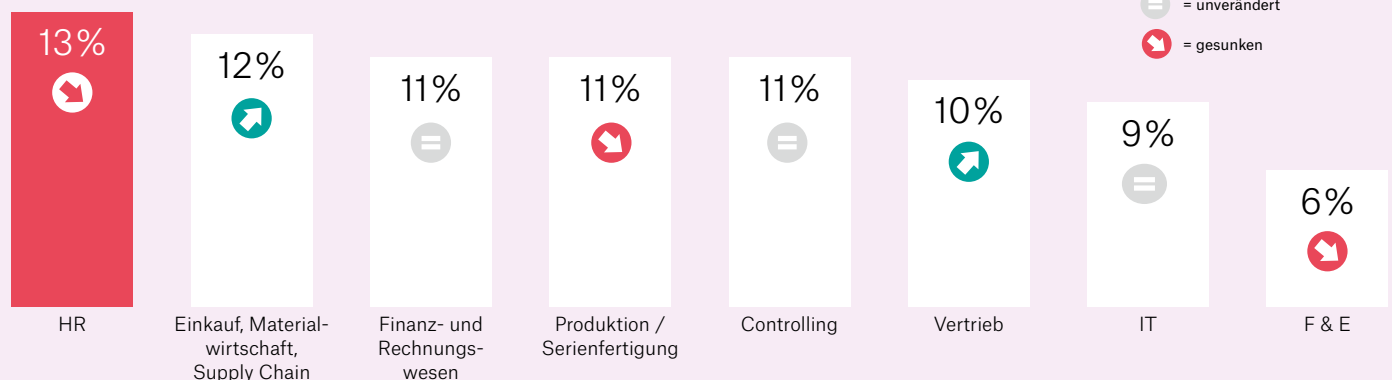 = unverändert
= gesunken
13%
12%
11%
11%
11%
10%
9%
6%
HR
Einkauf, Material-
wirtschaft,
Supply Chain
Finanz- und
Rechnungs-
wesen
Produktion /
Serienfertigung
Controlling
Vertrieb
IT
F & E